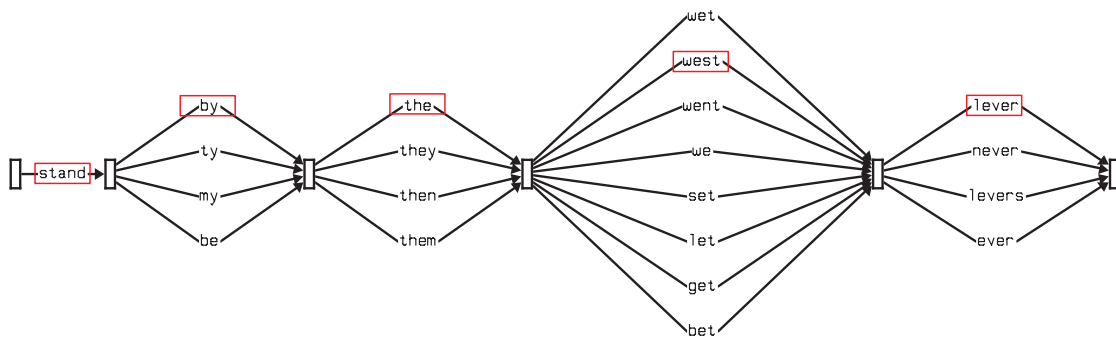 stand
by
ty
my
be
the
they
then
them
wet
west
went
we
set
let
get
bet
lever
never
levers
ever